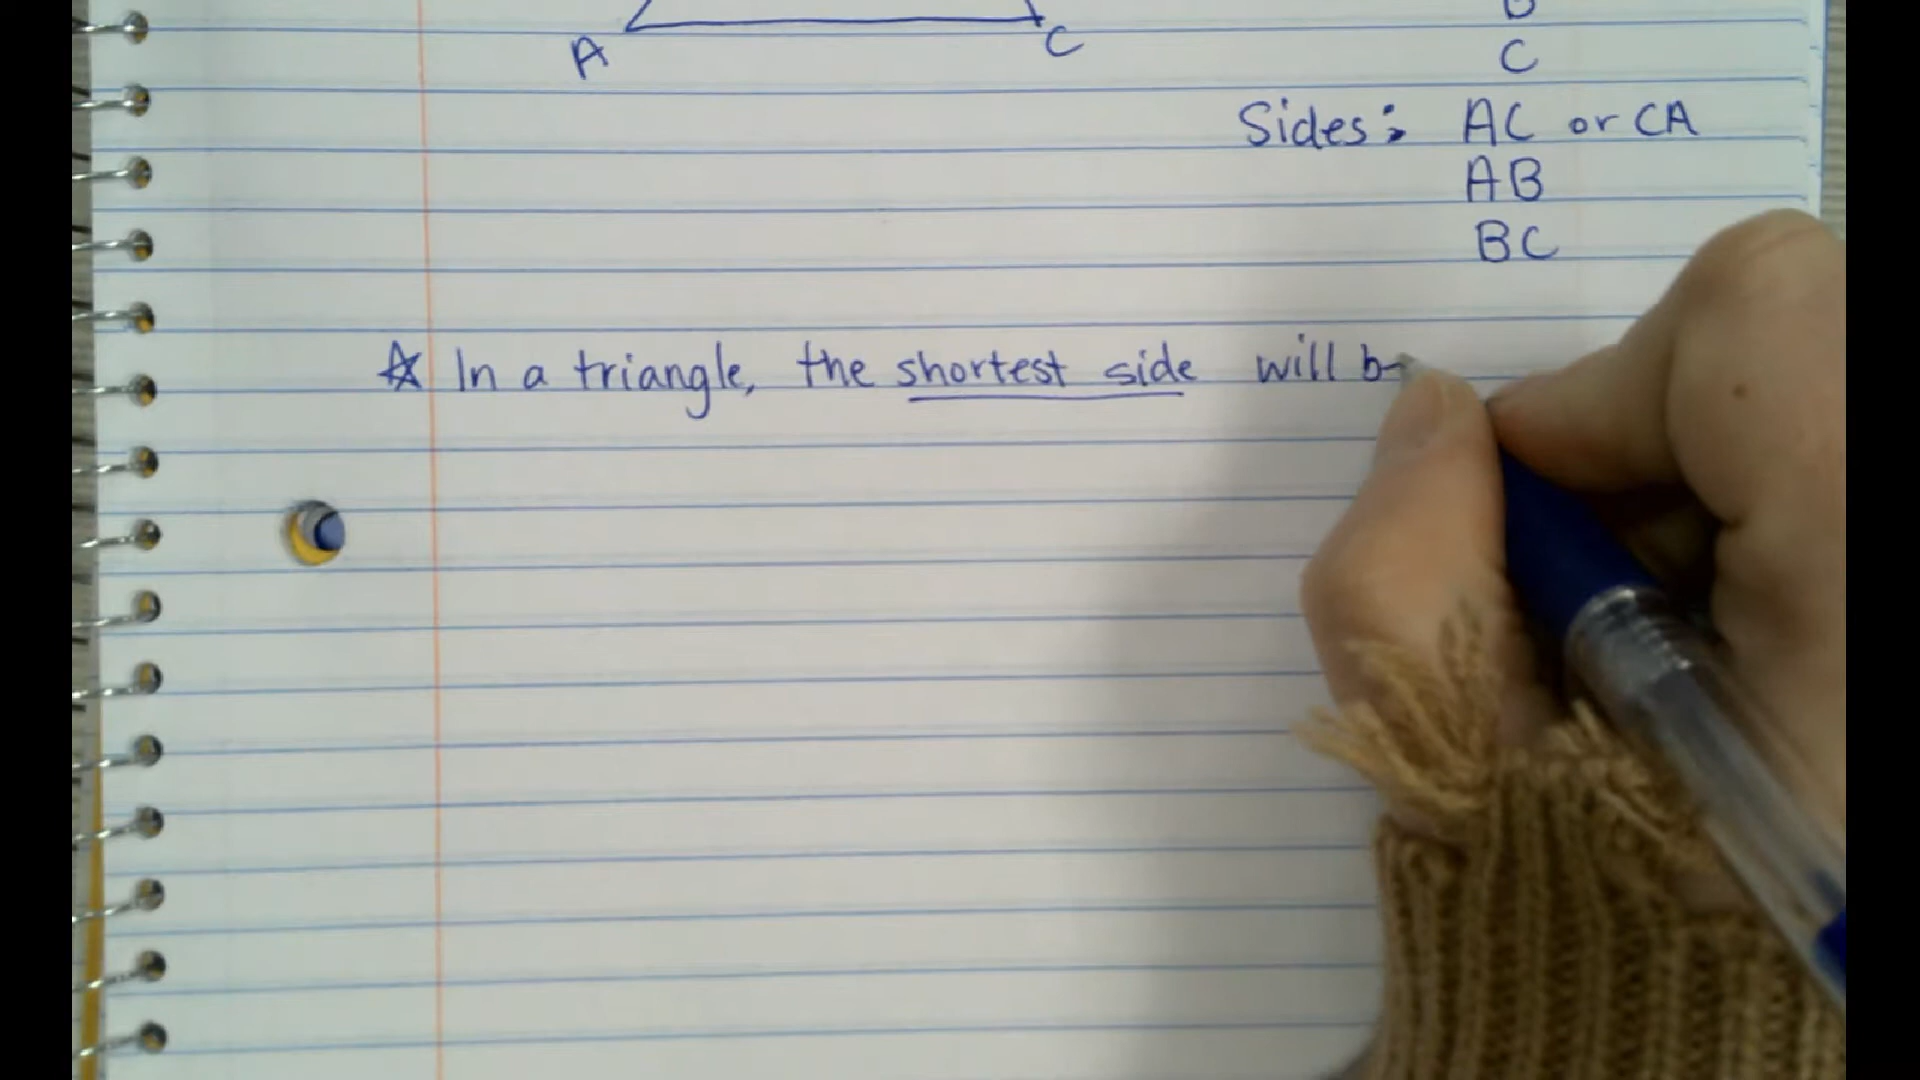 A C
C
Sides: AC or CA
AB
BC
☆ In a triangle, the shortest side will